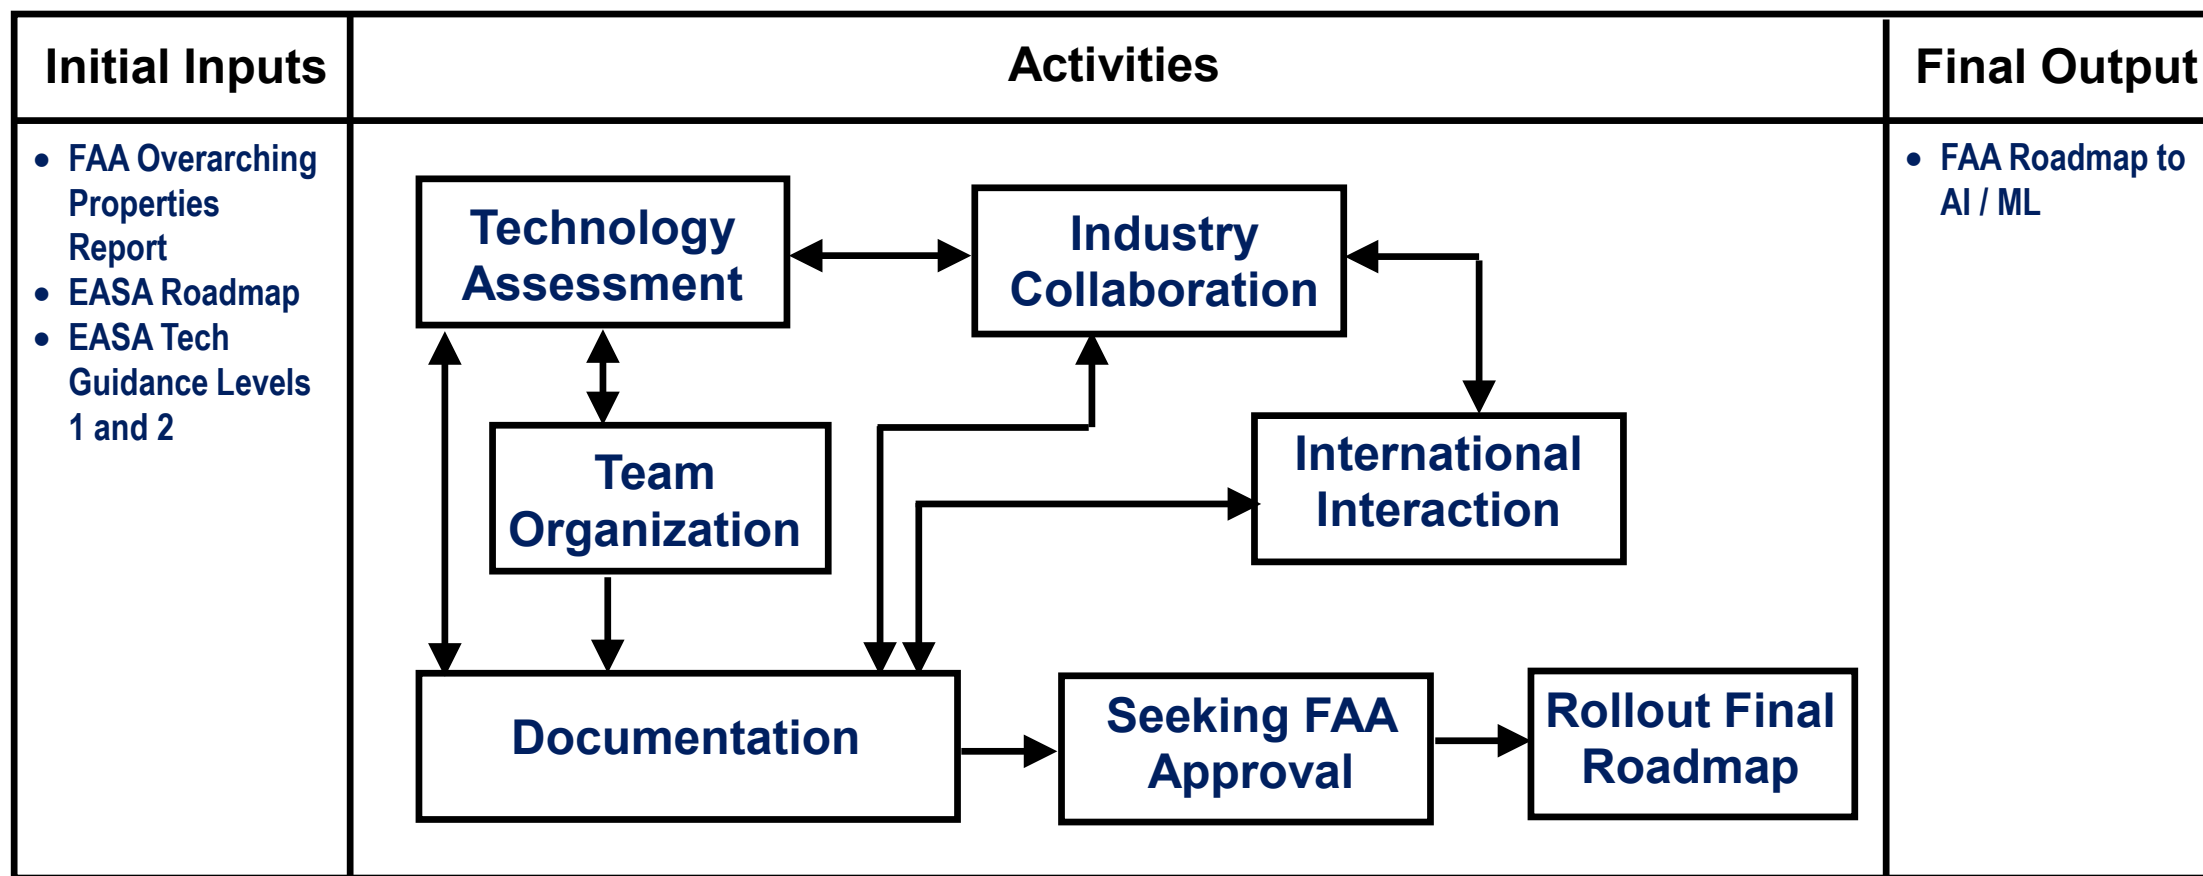 Initial Inputs
Activities
Final Output
• FAA Overarching
Properties
Report
• EASA Roadmap
• EASA Tech
Guidance Levels
1 and 2
Technology
Assessment
Industry
Collaboration
Team
Organization
International
Interaction
Documentation
Seeking FAA
Approval
Rollout Final
Roadmap
• FAA Roadmap to
AI / ML